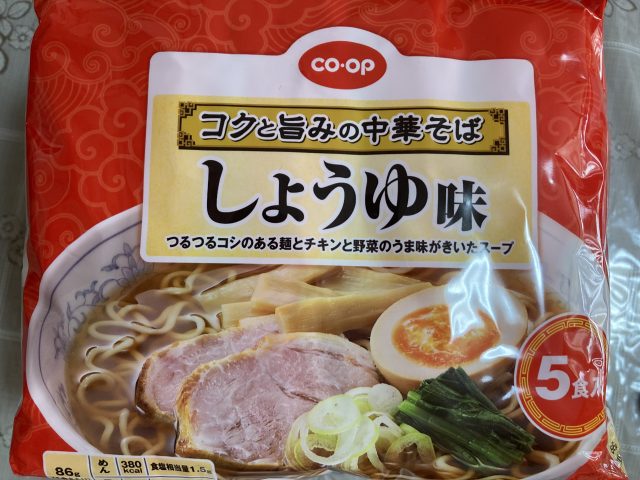 CO·OP
コクと旨みの中華そば
しょうゆ味
つるつるコシのある麺とチキンと野菜のうま味がきいたスープ
5食入
86g
めん
380
kcal
食塩相当量1.5g